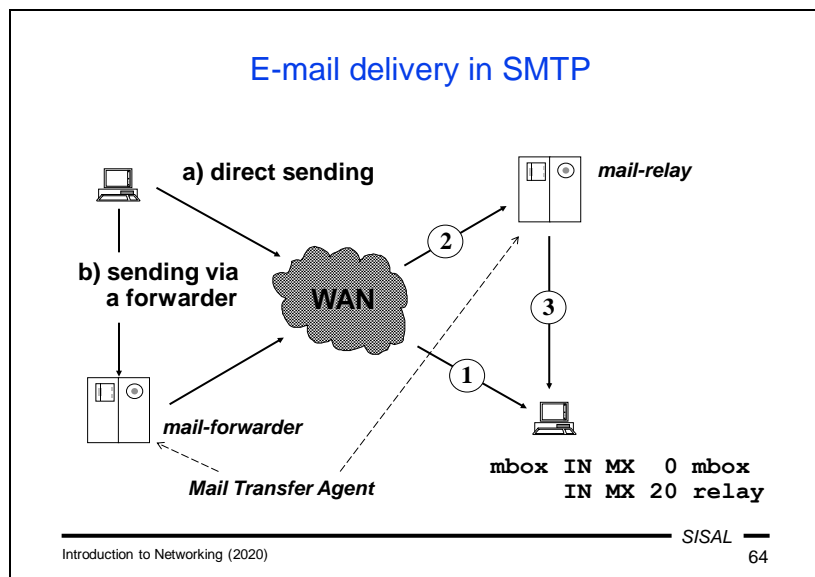 E-mail delivery in SMTP
a) direct sending
mail-relay
2
b) sending via
a forwarder
WAN
3
1
mail-forwarder
Mail Transfer Agent
mbox IN MX  0 mbox
IN MX 20 relay
SISAL
Introduction to Networking (2020)
64